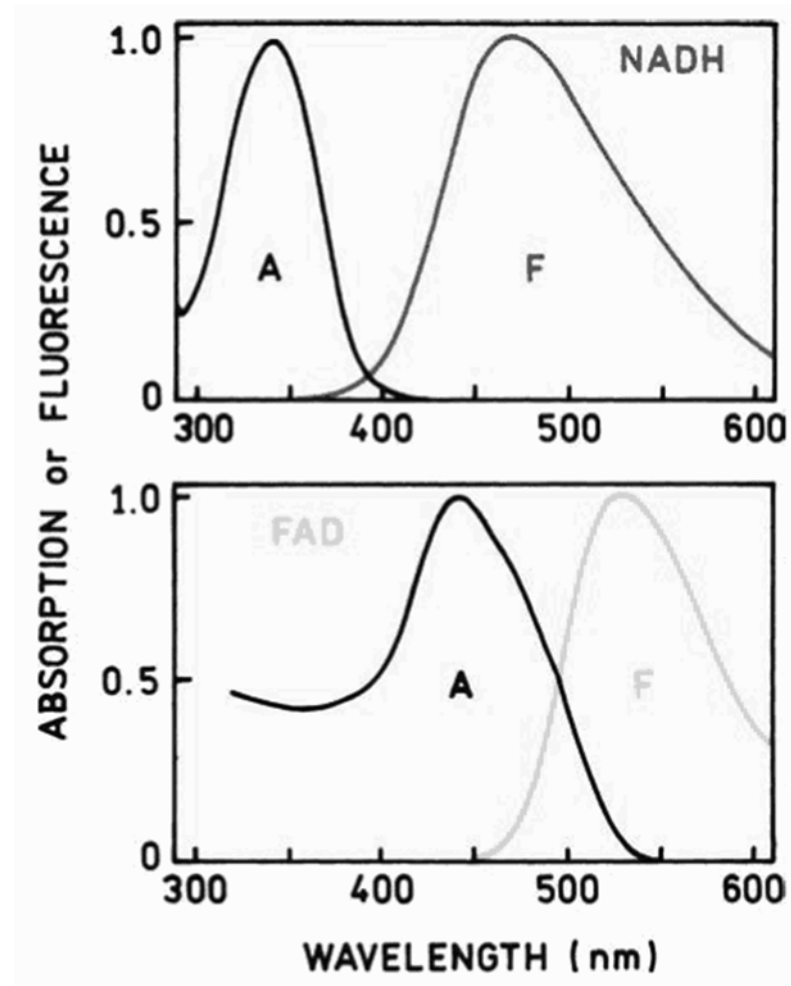 ABSORPTION or FLUORESCENCE
1.0
NADH
0.5
A
F
0
300 400 500 600
1.0
FAD
0.5
A
F
0
300 400 500 600
WAVELENGTH (nm)